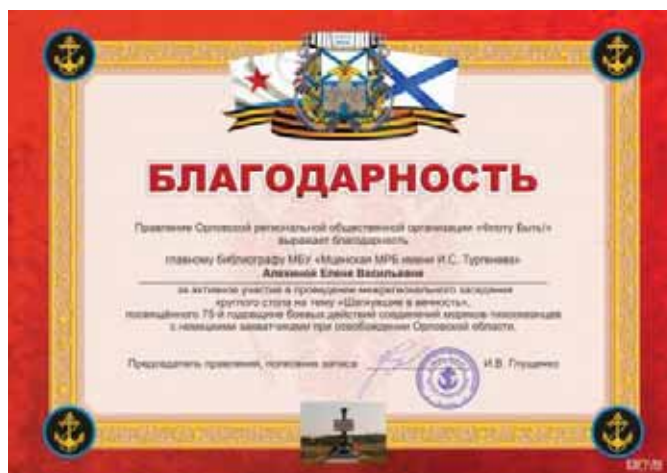 БЛАГОДАРНОСТЬ
Правление Орловской региональной общественной организации «Флоту Быть!»
выражает благодарность
главному библиографу МБУ «Мценская МРБ имени И.С. Тургенева»
Алехиной Елене Васильевне
за активное участие в проведении межрегионального заседания
круглого стола на тему «Шагнувшие в вечность»,
посвящённого 75-й годовщине боевых действий соединений моряков-тихоокеанцев
с немецкими захватчиками при освобождении Орловской области.
Председатель правления, полковник запаса И.В. Глущенко